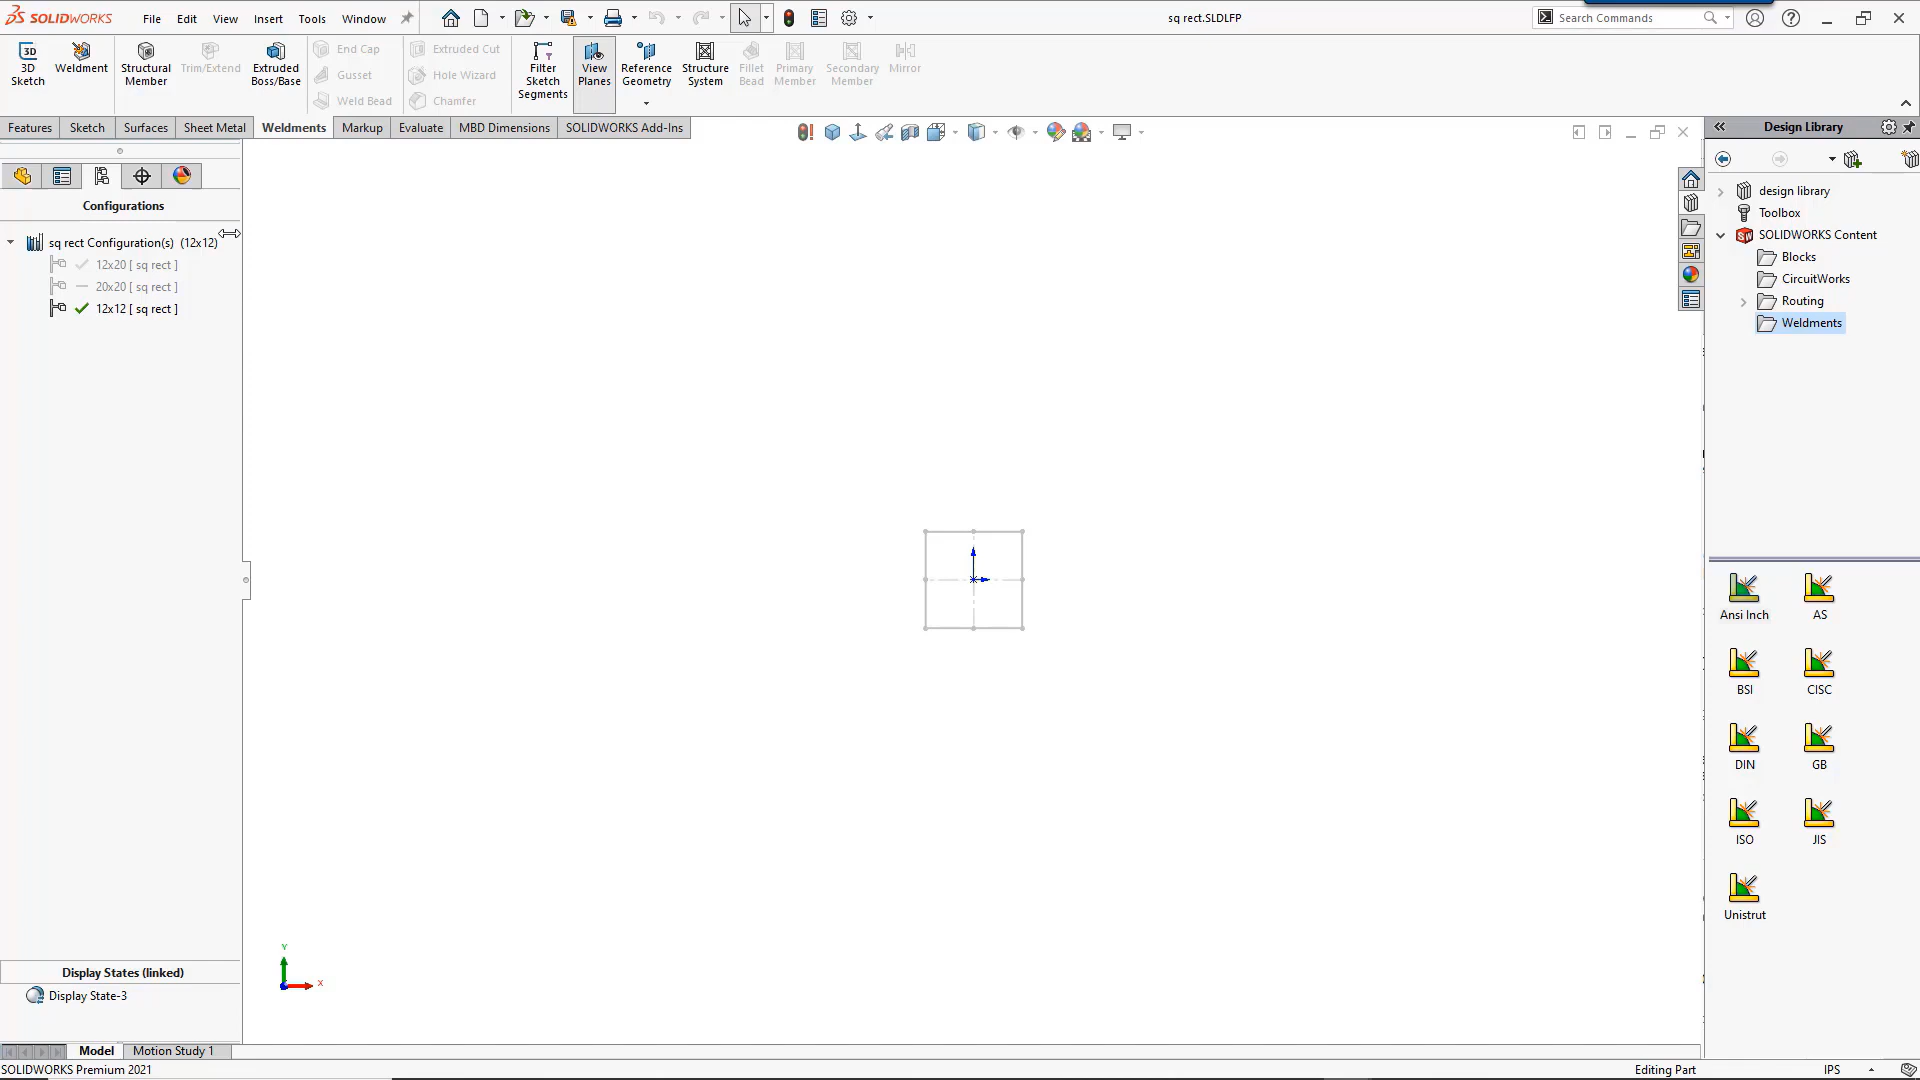 SOLIDWORKS File Edit View Insert Tools Window sq rect.SLDLFP Search Commands
3D Sketch
Weldment
Structural Member
Trim/Extend
Extruded Boss/Base
End Cap
Gusset
Weld Bead
Extruded Cut
Hole Wizard
Chamfer
Filter Sketch Segments
View Planes
Reference Geometry
Structure System
Fillet Bead
Primary Member
Secondary Member
Mirror
Features Sketch Surfaces Sheet Metal Weldments Markup Evaluate MBD Dimensions SOLIDWORKS Add-Ins
Configurations
sq rect Configuration(s) (12x12)
12x20 [ sq rect ]
20x20 [ sq rect ]
12x12 [ sq rect ]
Display States (linked)
Display State-3
Y
X
Design Library
design library
Toolbox
SOLIDWORKS Content
Blocks
CircuitWorks
Routing
Weldments
Ansi Inch AS
BSI CISC
DIN GB
ISO JIS
Unistrut
Model Motion Study 1
SOLIDWORKS Premium 2021 Editing Part IPS